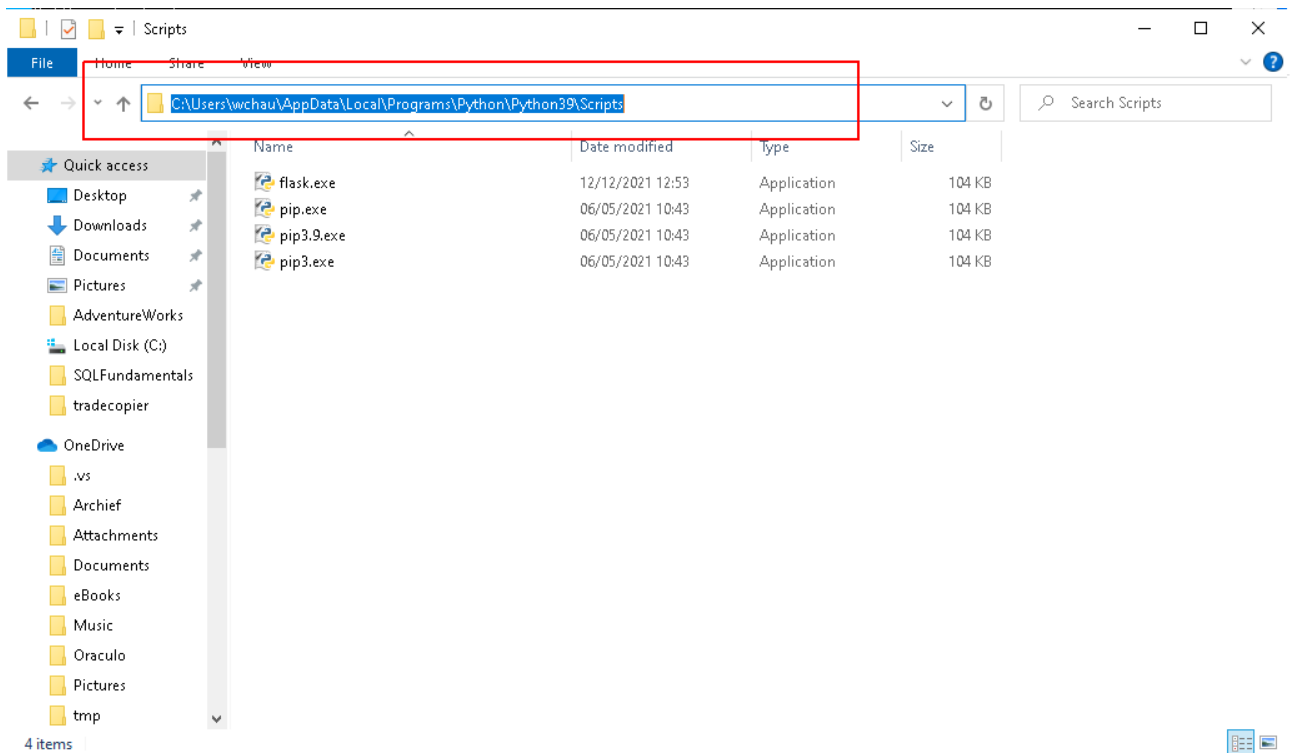 Scripts
File Home Share View
C:\Users\wchau\AppData\Local\Programs\Python\Python39\Scripts
Search Scripts
Name Date modified Type Size
flask.exe 12/12/2021 12:53 Application 104 KB
pip.exe 06/05/2021 10:43 Application 104 KB
pip3.9.exe 06/05/2021 10:43 Application 104 KB
pip3.exe 06/05/2021 10:43 Application 104 KB
Quick access
Desktop
Downloads
Documents
Pictures
AdventureWorks
Local Disk (C:)
SQLFundamentals
tradecopier
OneDrive
.vs
Archief
Attachments
Documents
eBooks
Music
Oraculo
Pictures
tmp
4 items